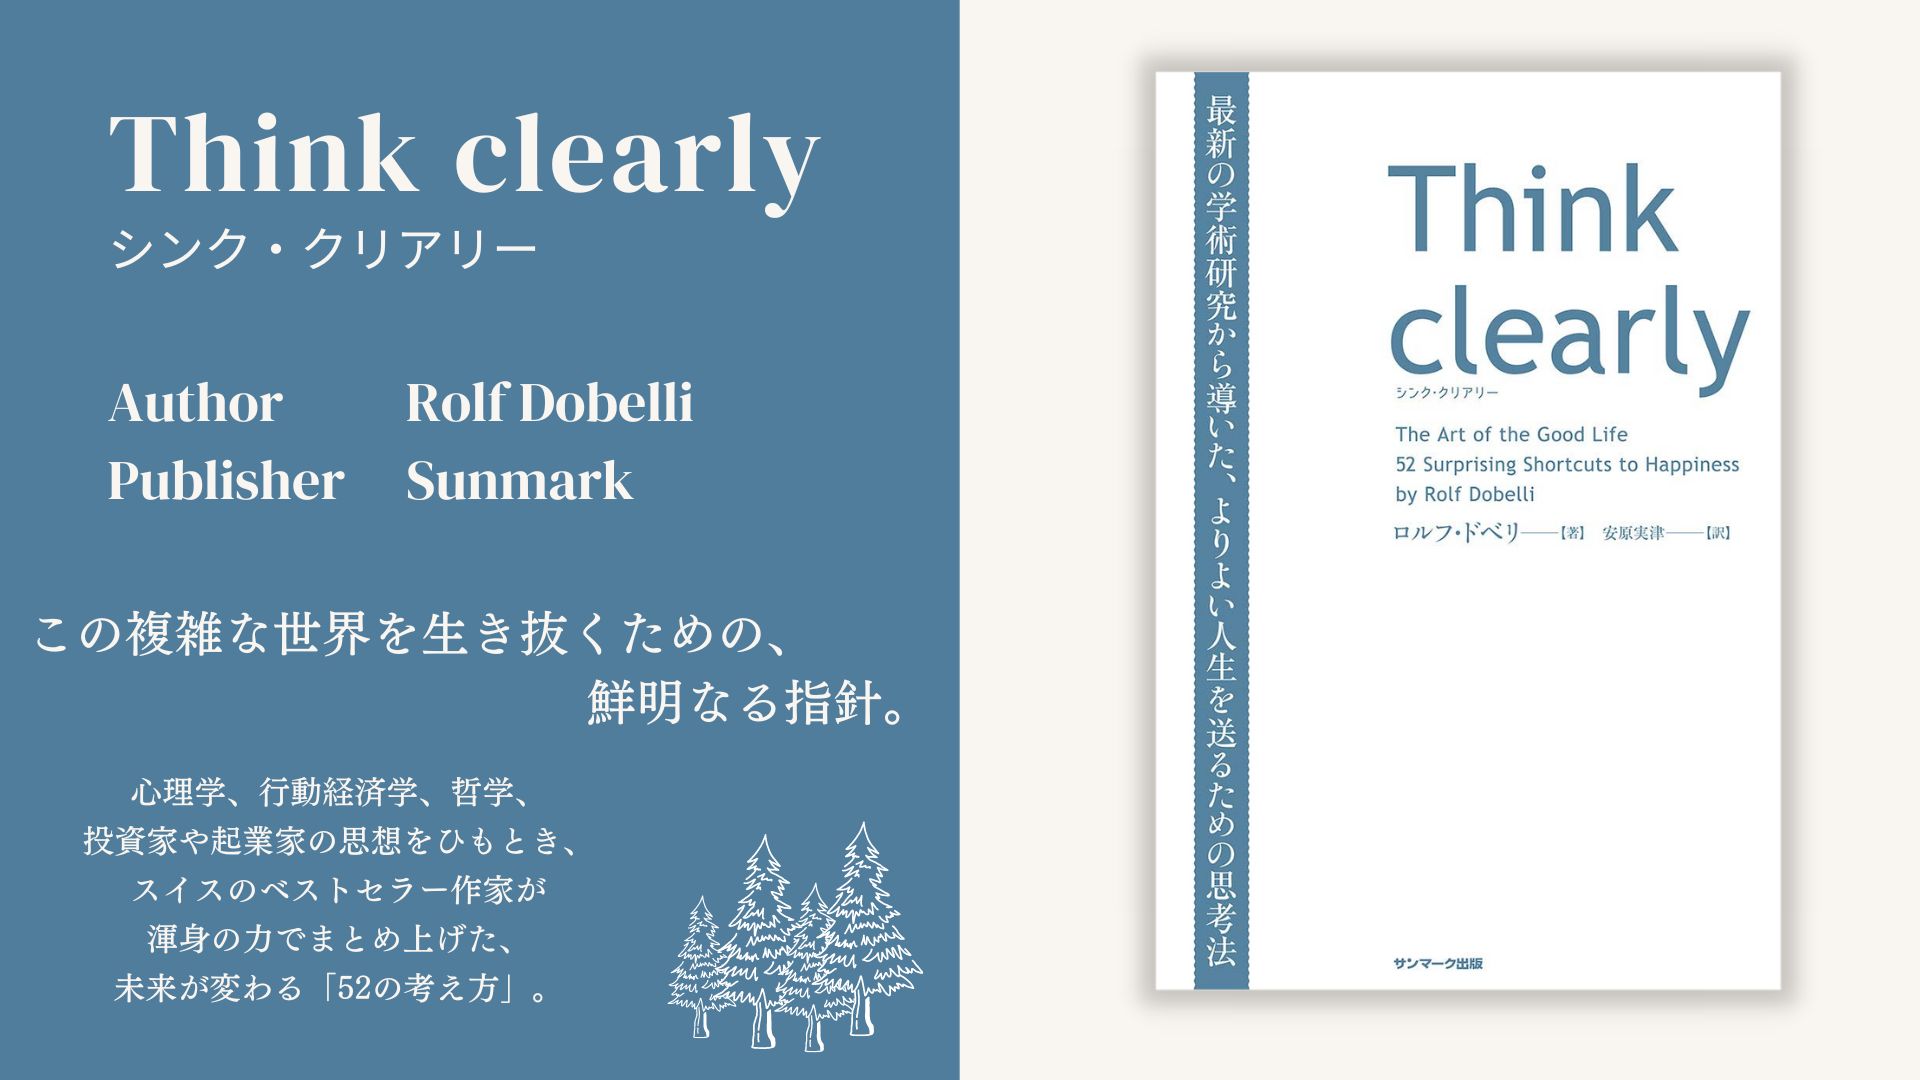 Think clearly
シンク・クリアリー
Author Rolf Dobelli
Publisher Sunmark
この複雑な世界を生き抜くための、
鮮明なる指針。
心理学、行動経済学、哲学、
投資家や起業家の思想をひもとき、
スイスのベストセラー作家が
渾身の力でまとめ上げた、
未来が変わる「52の考え方」。
最新の学術研究から導いた、よりよい人生を送るための思考法
Think
clearly
シンク・クリアリー
The Art of the Good Life
52 Surprising Shortcuts to Happiness
by Rolf Dobelli
ロルフ・ドベリ──【著】 安原実津──【訳】
サンマーク出版